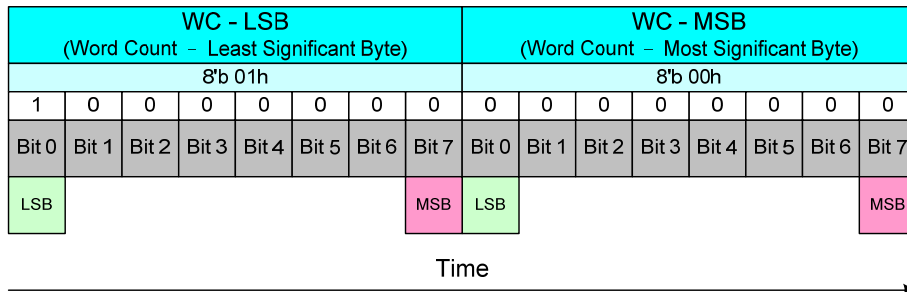 WC - LSB WC - MSB
(Word Count – Least Significant Byte) (Word Count – Most Significant Byte)
8'b 01h 8'b 00h
1 0 0 0 0 0 0 0 0 0 0 0 0 0 0 0
Bit 0 Bit 1 Bit 2 Bit 3 Bit 4 Bit 5 Bit 6 Bit 7 Bit 0 Bit 1 Bit 2 Bit 3 Bit 4 Bit 5 Bit 6 Bit 7
LSB MSB LSB MSB
Time